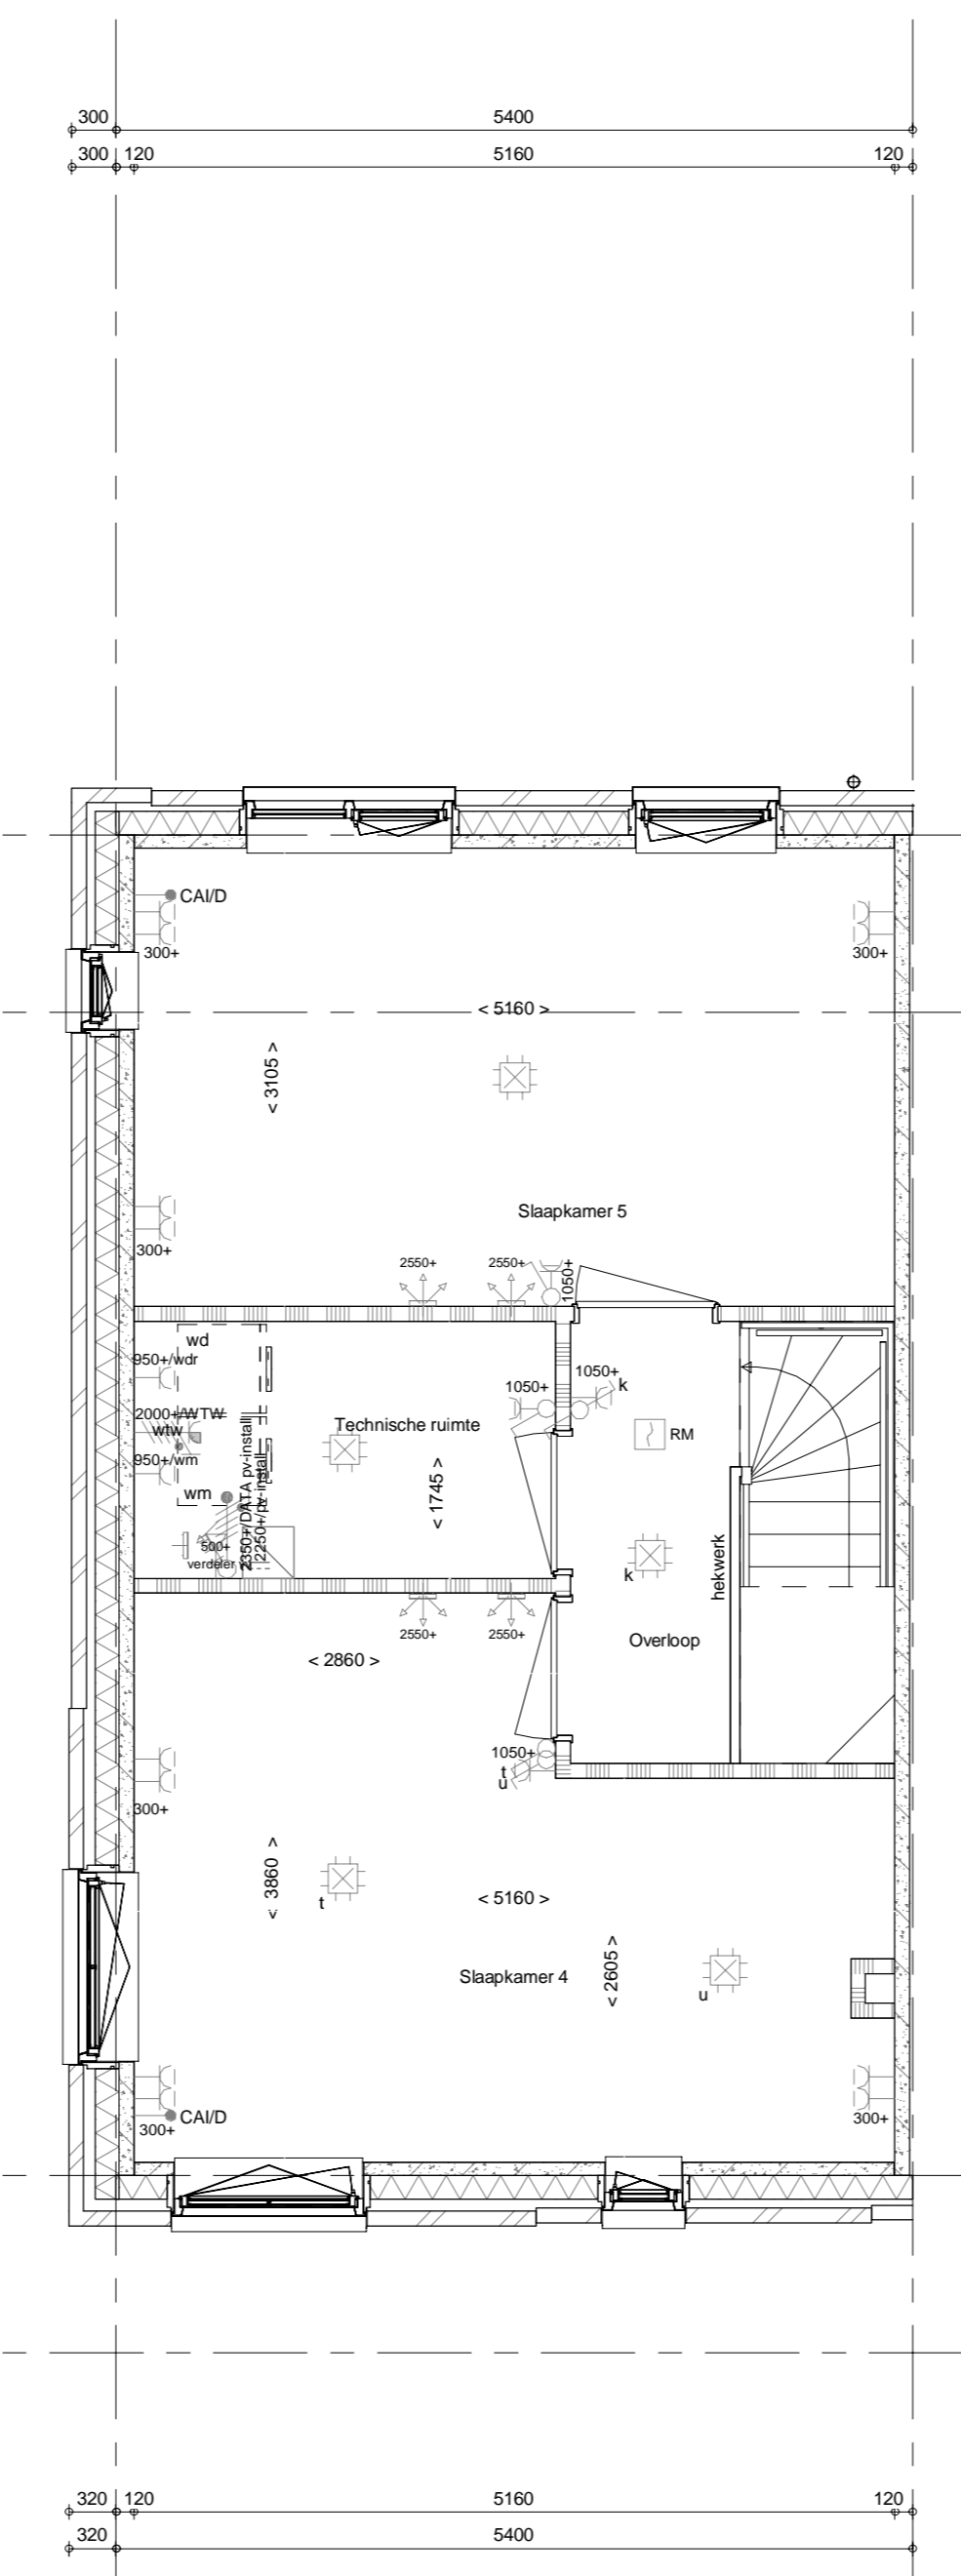 300 5400
300 120 5160 120
CAI/D
300+ 300+
< 5160 >
< 3105 >
Slaapkamer 5
300+
2550+ 2550+ 1050+
wd
950+/wdr
1050+ 1050+ k
2000+/WTW
wtw
Technische ruimte
RM
950+/wm
wm
< 1745 >
2350+/DATA pv-install
2250+/pv-install
500+
verdeler
k
hekwerk
2550+ 2550+
Overloop
< 2860 >
1050+
t
u
300+
< 3860 >
t
< 5160 >
< 2605 >
Slaapkamer 4
u
CAI/D
300+ 300+
320 120 5160 120
320 5400